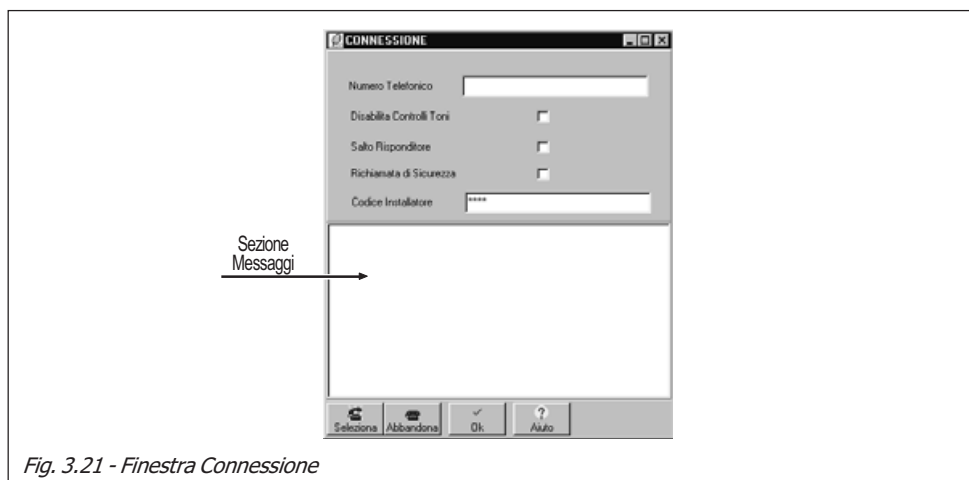 CONNESSIONE
Numero Telefonico
Disabilita Controlli Toni
Salto Risponditore
Richiamata di Sicurezza
Codice Installatore ****
Sezione
Messaggi
Seleziona Abbandona Ok Aiuto
Fig. 3.21 - Finestra Connessione